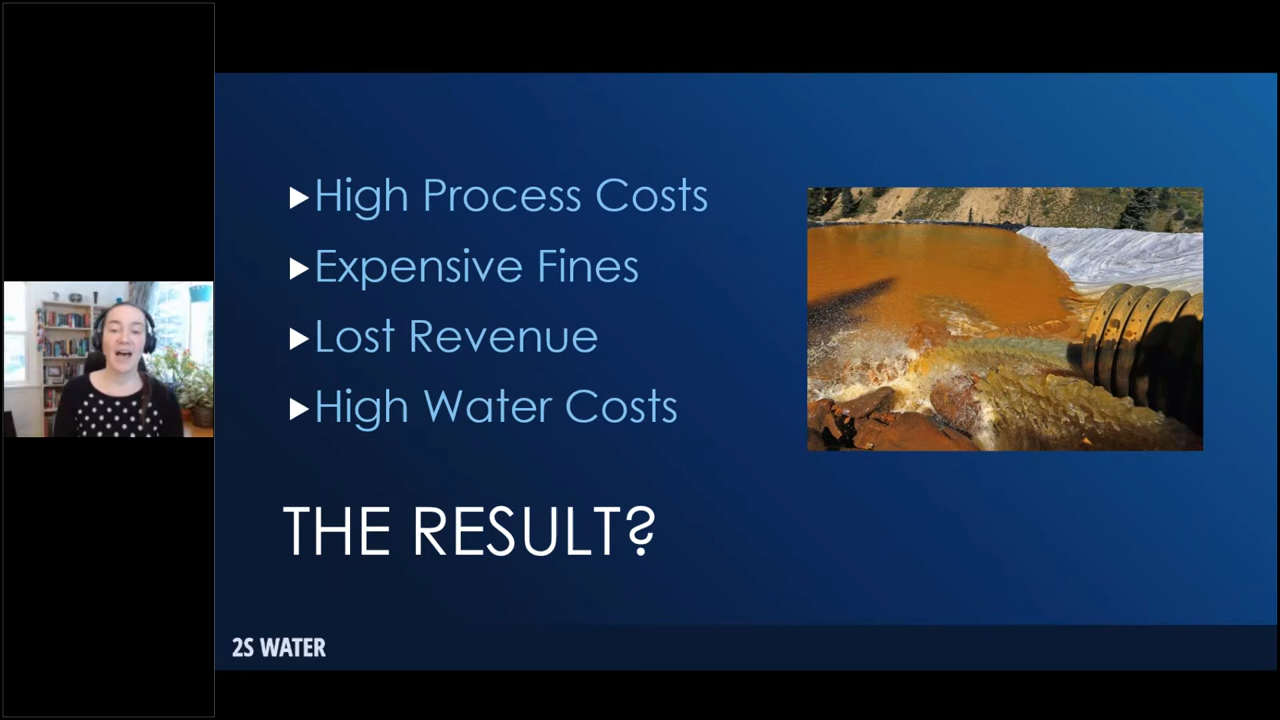 High Process Costs
Expensive Fines
Lost Revenue
High Water Costs
THE RESULT?
2S WATER